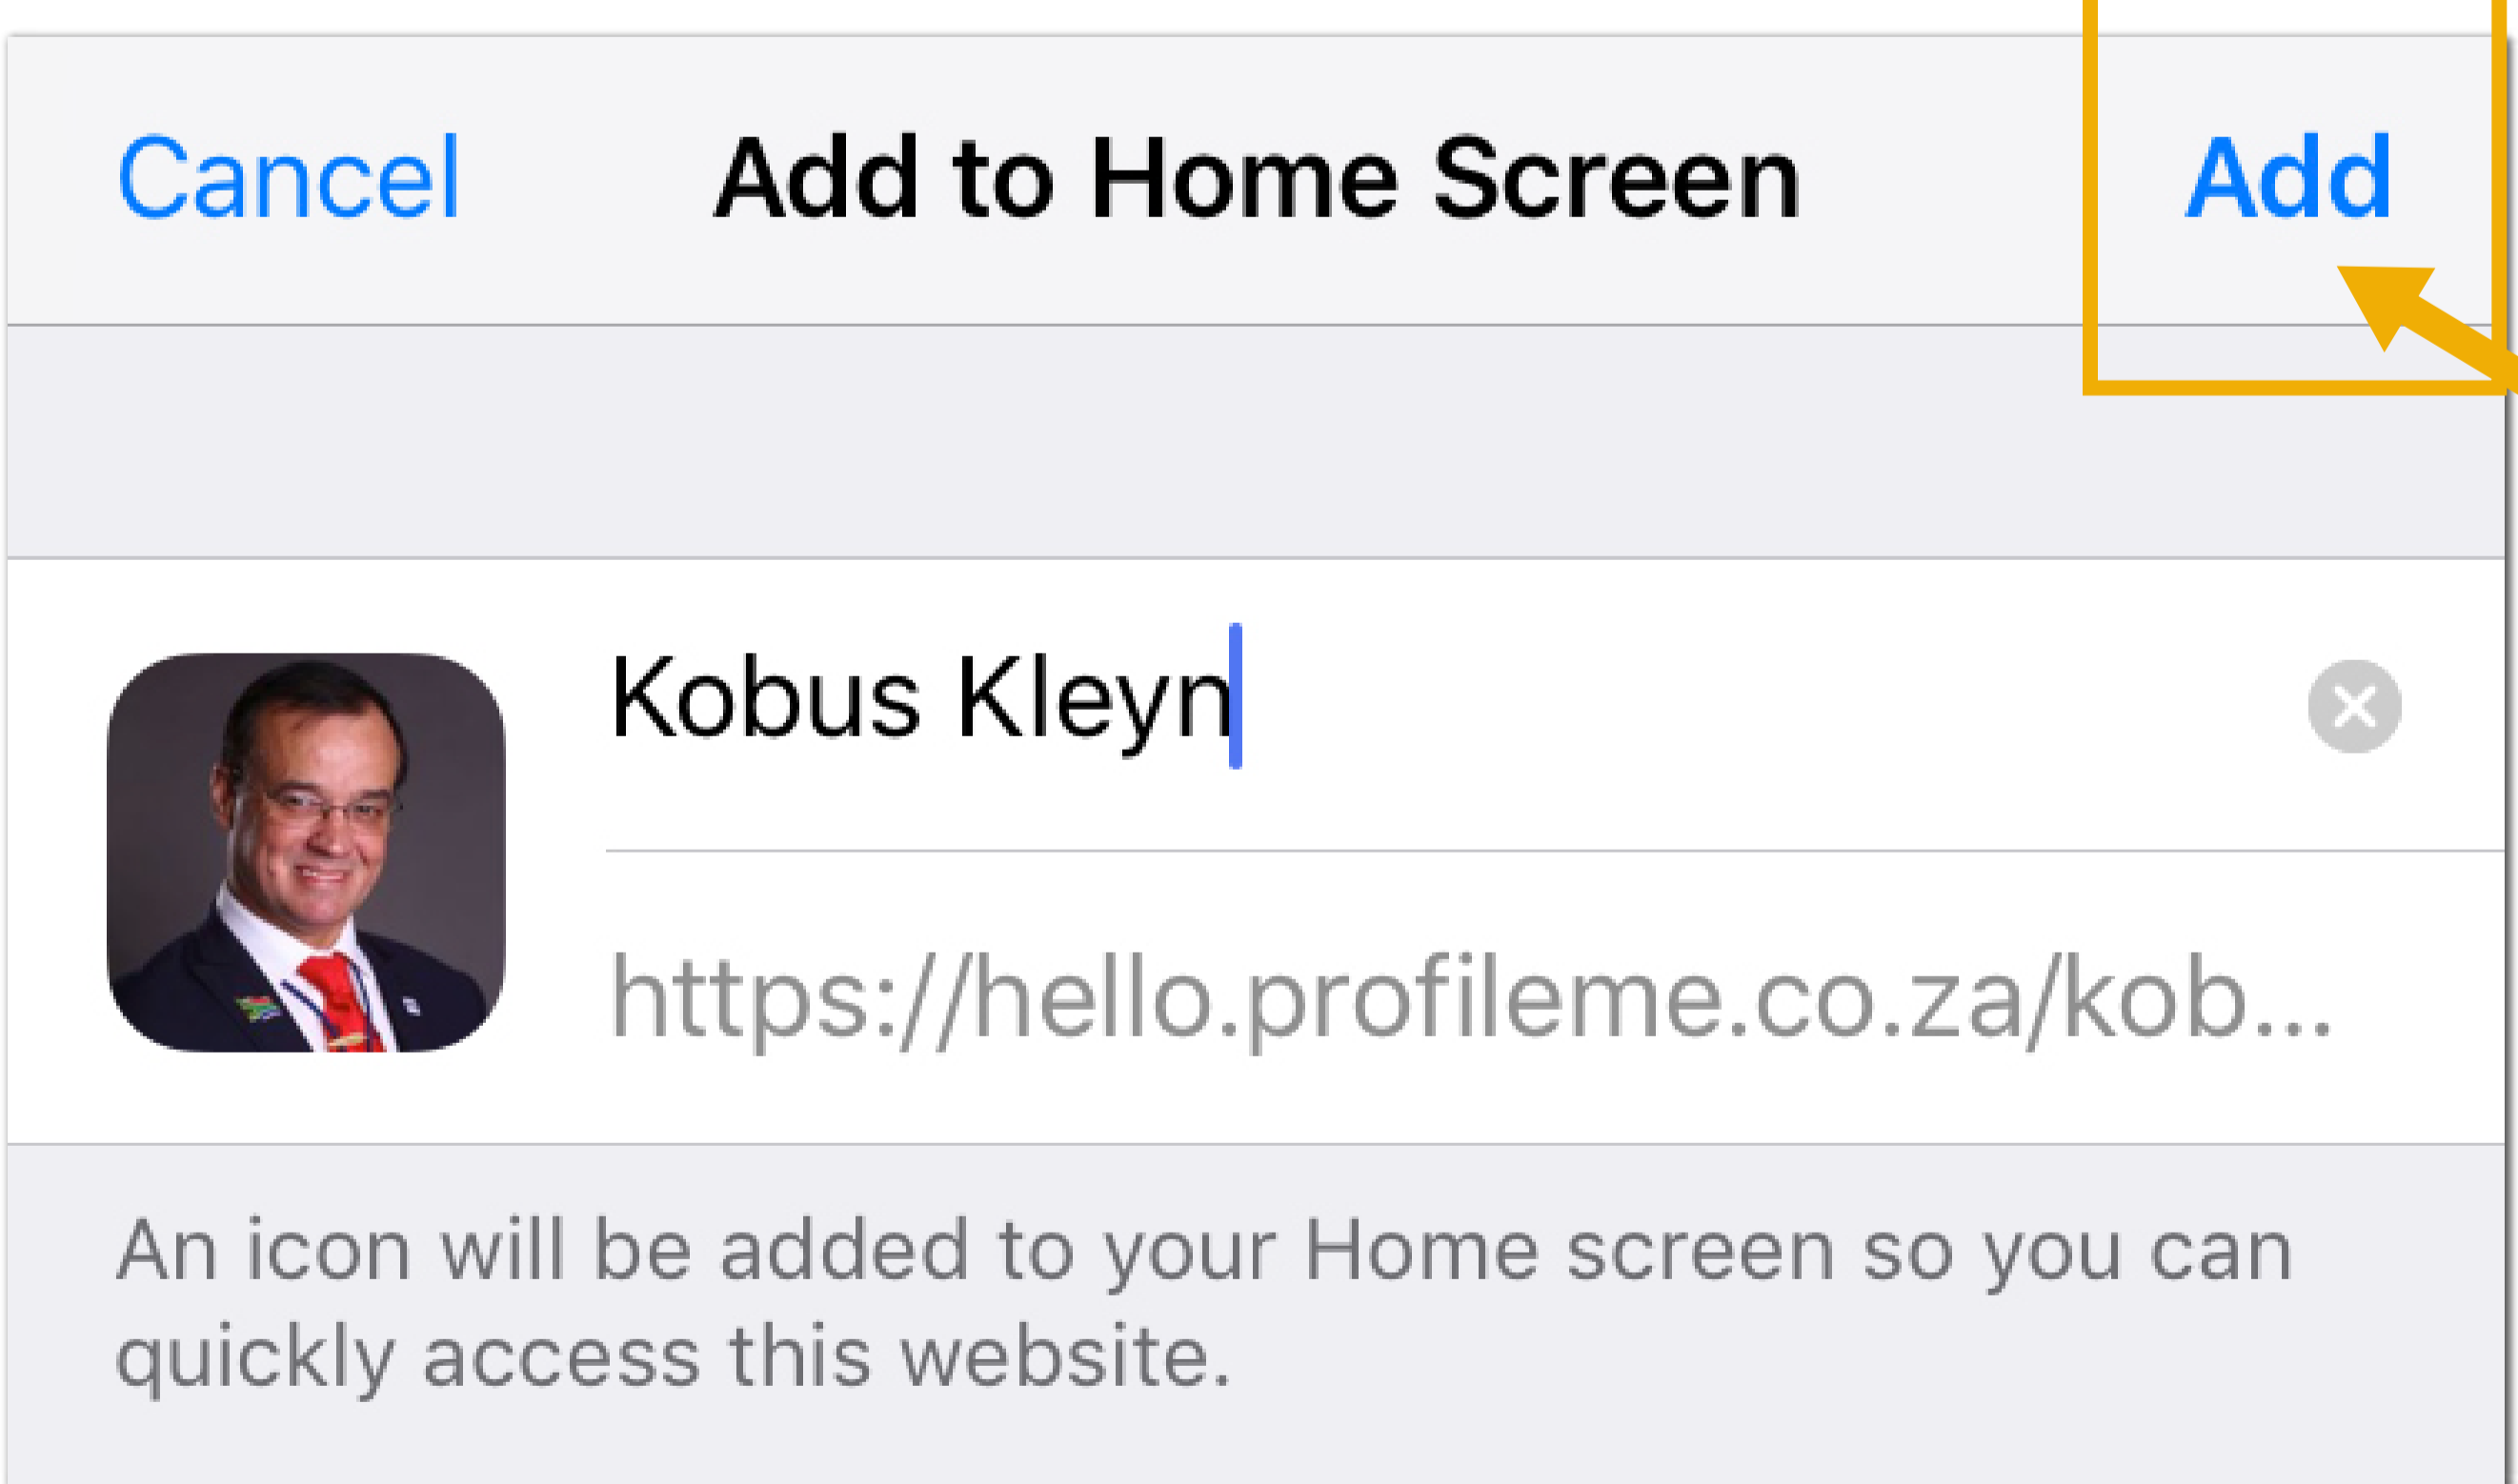 Cancel Add to Home Screen Add
Kobus Kleyn
https://hello.profileme.co.za/kob...
An icon will be added to your Home screen so you can
quickly access this website.